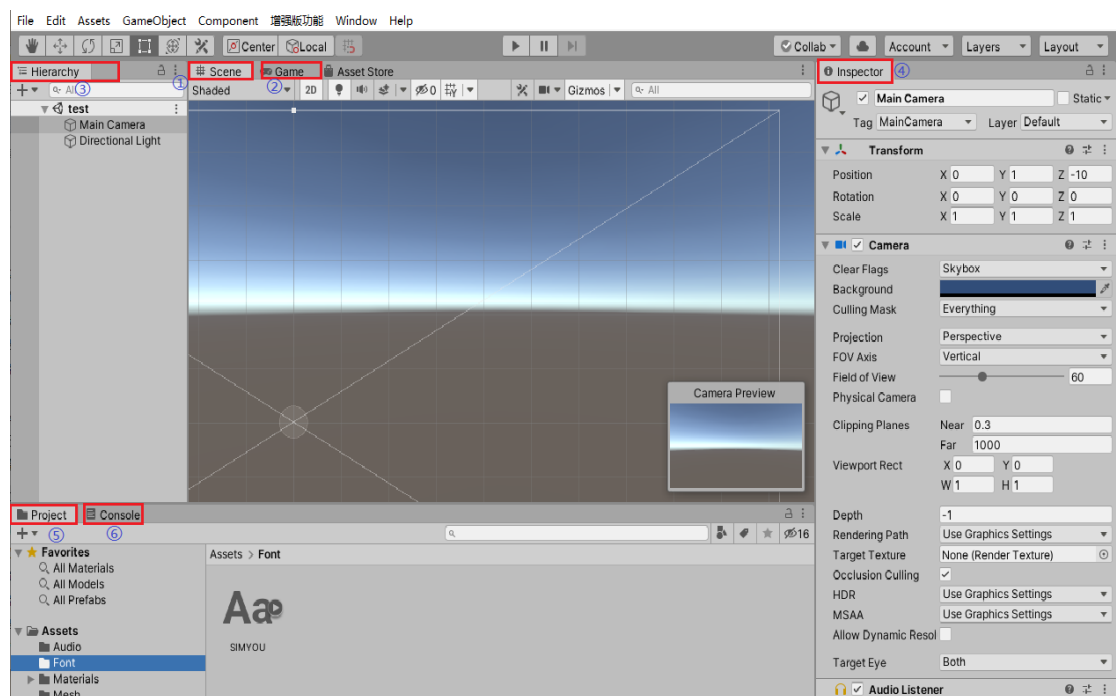 File Edit Assets GameObject Component 增强版功能 Window Help
Center Local Collab Account Layers Layout
Hierarchy
All
③
test
Main Camera
Directional Light
① Scene Game Asset Store
Shaded ② 2D 0 Gizmos All
Camera Preview
Inspector ④
Main Camera Static
Tag MainCamera Layer Default
Transform
Position X 0 Y 1 Z -10
Rotation X 0 Y 0 Z 0
Scale X 1 Y 1 Z 1
Camera
Clear Flags Skybox
Background
Culling Mask Everything
Projection Perspective
FOV Axis Vertical
Field of View 60
Physical Camera
Clipping Planes Near 0.3
Far 1000
Viewport Rect X 0 Y 0
W 1 H 1
Depth -1
Rendering Path Use Graphics Settings
Target Texture None (Render Texture)
Occlusion Culling
HDR Use Graphics Settings
MSAA Use Graphics Settings
Allow Dynamic Resol
Target Eye Both
Audio Listener
Project Console
⑤ ⑥ 16
Favorites
All Materials
All Models
All Prefabs
Assets
Audio
Font
Materials
Mesh
Assets > Font
Aa
SIMYOU